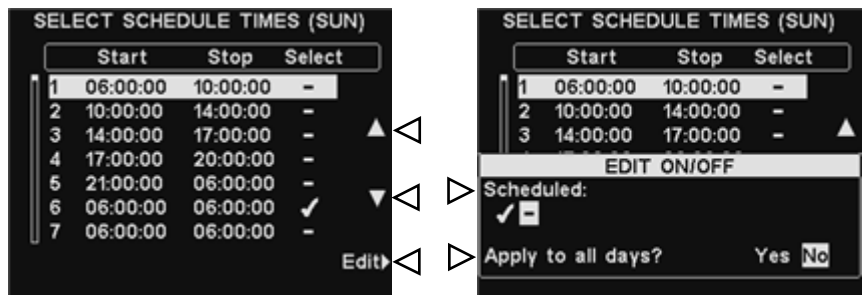 SELECT SCHEDULE TIMES (SUN)
Start Stop Select
1 06:00:00 10:00:00 –
2 10:00:00 14:00:00 –
3 14:00:00 17:00:00 –
4 17:00:00 20:00:00 –
5 21:00:00 06:00:00 –
6 06:00:00 06:00:00 ✓
7 06:00:00 06:00:00 –
Edit
SELECT SCHEDULE TIMES (SUN)
Start Stop Select
1 06:00:00 10:00:00 –
2 10:00:00 14:00:00 –
3 14:00:00 17:00:00 –
EDIT ON/OFF
Scheduled:
✓ –
Apply to all days? Yes No